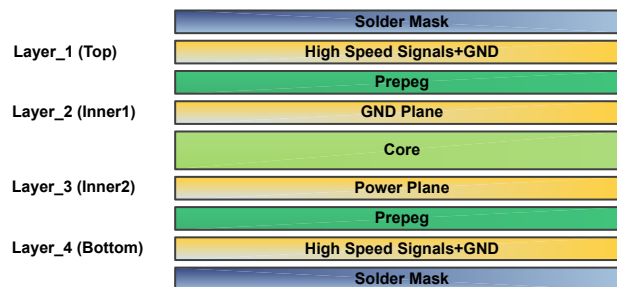 Solder Mask
Layer_1 (Top) High Speed Signals+GND
Prepeg
Layer_2 (Inner1) GND Plane
Core
Layer_3 (Inner2) Power Plane
Prepeg
Layer_4 (Bottom) High Speed Signals+GND
Solder Mask